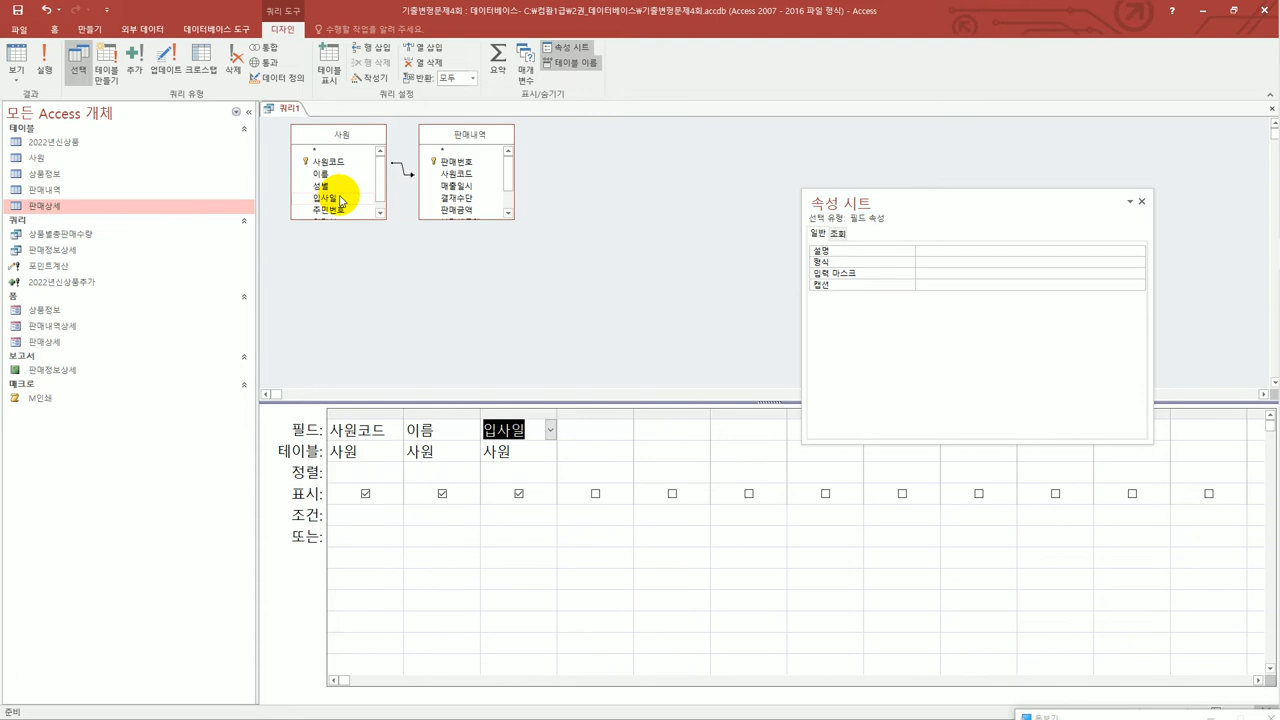 기출변형문제4회 : 데이터베이스- C:₩컴활1급₩2권_데이터베이스₩기출변형문제4회.accdb (Access 2007 - 2016 파일 형식) - Access
쿼리 도구
파일 홈 만들기 외부 데이터 데이터베이스 도구 디자인 수행할 작업을 알려 주세요.
보기 실행 선택 테이블 만들기 추가 업데이트 크로스탭 삭제 통합 통과 데이터 정의
테이블 표시 행 삽입 행 삭제 작성기 열 삽입 열 삭제 반환: 모두
요약 매개 변수 속성 시트 테이블 이름
결과 쿼리 유형 쿼리 설정 표시/숨기기
모든 Access 개체
테이블
2022년신상품
사원
상품정보
판매내역
판매상세
쿼리
상품별총판매수량
판매정보상세
포인트계산
2022년신상품추가
폼
상품정보
판매내역상세
판매상세
보고서
판매정보상세
매크로
M인쇄
쿼리1
사원
*
사원코드
이름
성별
입사일
주민번호
판매내역
*
판매번호
사원코드
매출일시
결재수단
판매금액
속성 시트
선택 유형: 필드 속성
일반 조회
설명
형식
입력 마스크
캡션
필드: 사원코드 이름 입사일
테이블: 사원 사원 사원
정렬:
표시:
조건:
또는:
준비
돋보기